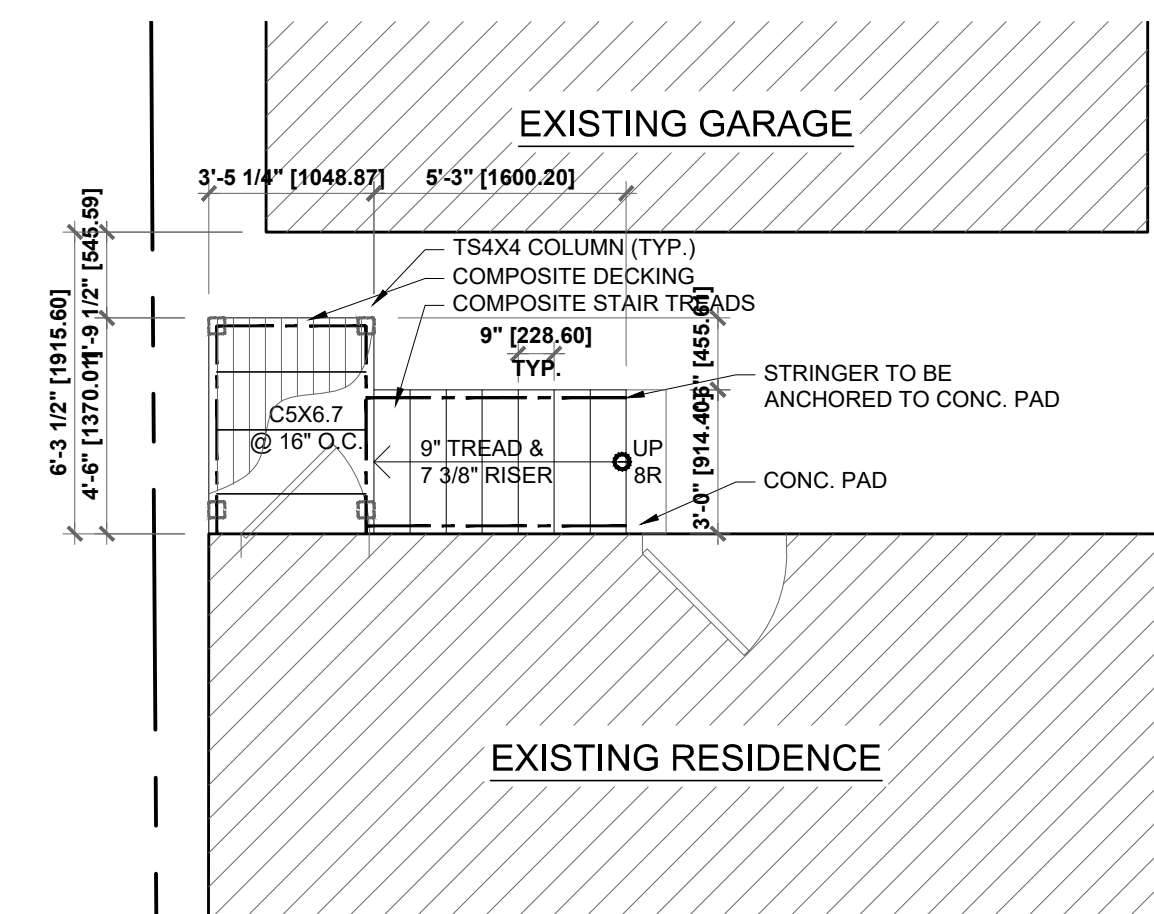 EXISTING GARAGE
3'-5 1/4" [1048.87]
5'-3" [1600.20]
TS4X4 COLUMN (TYP.)
COMPOSITE DECKING
COMPOSITE STAIR TREADS
6'-3 1/2" [1915.60]
1'-9 1/2" [545.59]
4'-6" [1370.01]
9" [228.60]
TYP.
[455.61]
3'-0" [914.40]
STRINGER TO BE
ANCHORED TO CONC. PAD
C5X6.7
@ 16" O.C.
9" TREAD &
7 3/8" RISER
UP
8R
CONC. PAD
EXISTING RESIDENCE